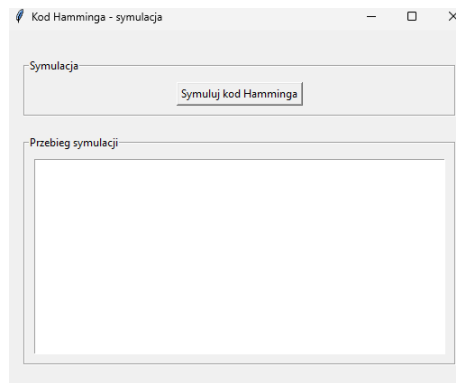 Kod Hamminga - symulacja
Symulacja
Symuluj kod Hamminga
Przebieg symulacji